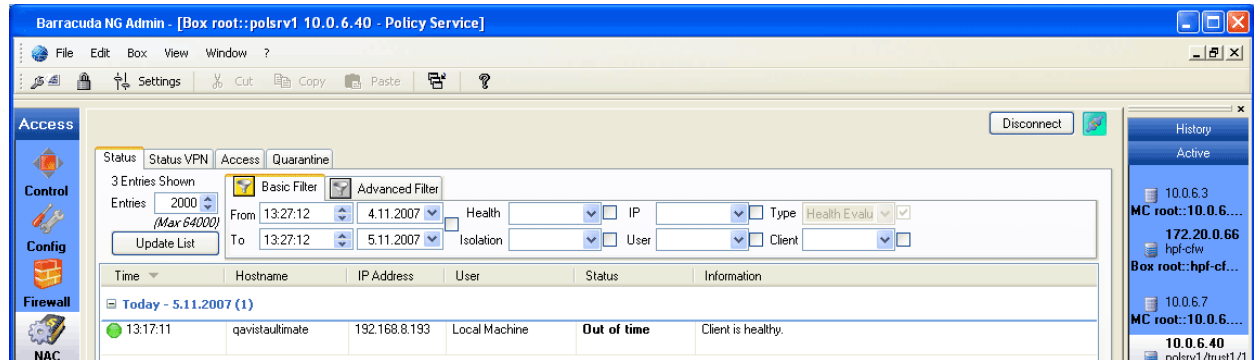 Barracuda NG Admin - [Box root::polsrv1 10.0.6.40 - Policy Service]
File Edit Box View Window ?
Settings Cut Copy Paste
Access
Control
Config
Firewall
NAC
Disconnect
Status Status VPN Access Quarantine
3 Entries Shown
Entries 2000
(Max 64000)
Update List
Basic Filter Advanced Filter
From 13:27:12 4.11.2007 Health IP Type Health Evalu
To 13:27:12 5.11.2007 Isolation User Client
Time Hostname IP Address User Status Information
Today - 5.11.2007 (1)
13:17:11 qavistaultimate 192.168.8.193 Local Machine Out of time Client is healthy.
History
Active
10.0.6.3
MC root::10.0.6....
172.20.0.66
hpf-cfw
Box root::hpf-cf...
10.0.6.7
MC root::10.0.6....
10.0.6.40
polsrv1/trust1/1